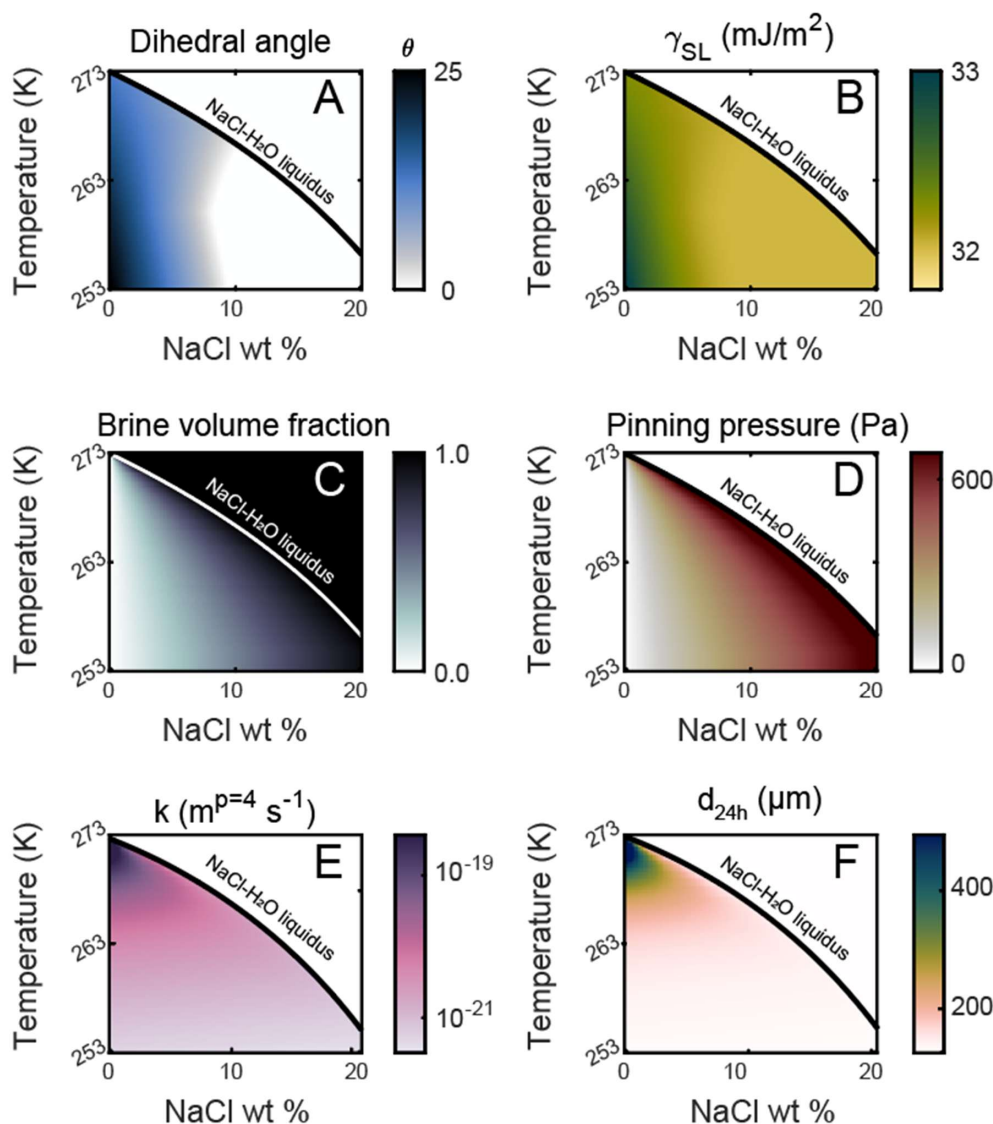 Dihedral angle
θ
Temperature (K)
273
263
253
A
NaCl-H₂O liquidus
25
0
0
10
20
NaCl wt %
γSL (mJ/m²)
Temperature (K)
273
263
253
B
NaCl-H₂O liquidus
33
32
0
10
20
NaCl wt %
Brine volume fraction
Temperature (K)
273
263
253
C
NaCl-H₂O liquidus
1.0
0.0
0
10
20
NaCl wt %
Pinning pressure (Pa)
Temperature (K)
273
263
253
D
NaCl-H₂O liquidus
600
0
0
10
20
NaCl wt %
k (m^p=4 s⁻¹)
Temperature (K)
273
263
253
E
NaCl-H₂O liquidus
10⁻¹⁹
10⁻²¹
0
10
20
NaCl wt %
d₂₄ₕ (μm)
Temperature (K)
273
263
253
F
NaCl-H₂O liquidus
400
200
0
10
20
NaCl wt %